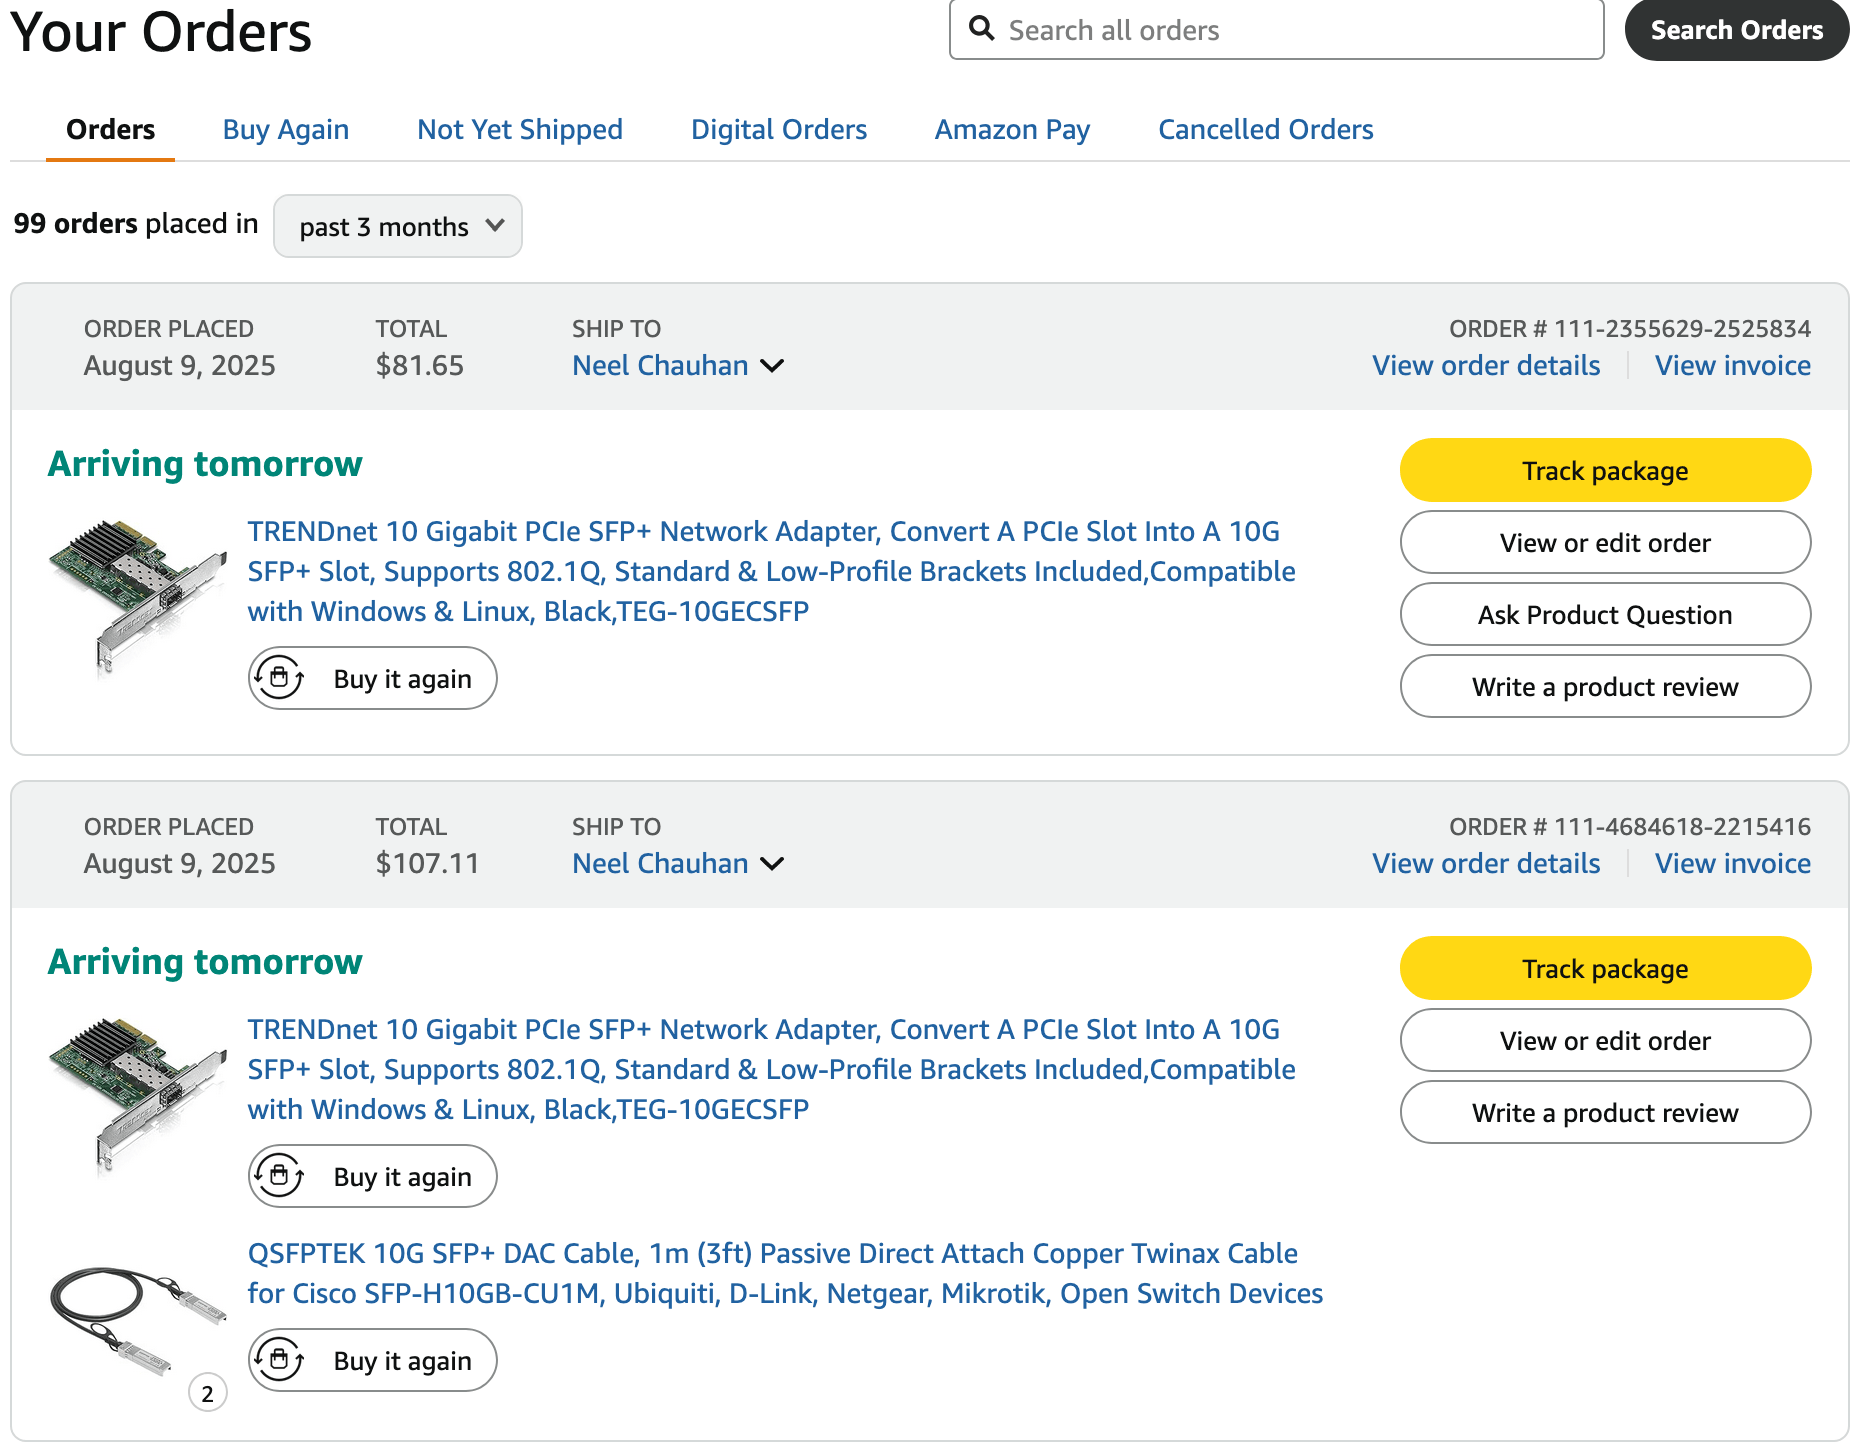 Your Orders
Search all orders
Search Orders
Orders
Buy Again
Not Yet Shipped
Digital Orders
Amazon Pay
Cancelled Orders
99 orders placed in
past 3 months
ORDER PLACED
August 9, 2025
TOTAL
$81.65
SHIP TO
Neel Chauhan
ORDER # 111-2355629-2525834
View order details
View invoice
Arriving tomorrow
TRENDnet 10 Gigabit PCIe SFP+ Network Adapter, Convert A PCIe Slot Into A 10G
SFP+ Slot, Supports 802.1Q, Standard & Low-Profile Brackets Included,Compatible
with Windows & Linux, Black,TEG-10GECSFP
Buy it again
Track package
View or edit order
Ask Product Question
Write a product review
ORDER PLACED
August 9, 2025
TOTAL
$107.11
SHIP TO
Neel Chauhan
ORDER # 111-4684618-2215416
View order details
View invoice
Arriving tomorrow
TRENDnet 10 Gigabit PCIe SFP+ Network Adapter, Convert A PCIe Slot Into A 10G
SFP+ Slot, Supports 802.1Q, Standard & Low-Profile Brackets Included,Compatible
with Windows & Linux, Black,TEG-10GECSFP
Buy it again
QSFPTEK 10G SFP+ DAC Cable, 1m (3ft) Passive Direct Attach Copper Twinax Cable
for Cisco SFP-H10GB-CU1M, Ubiquiti, D-Link, Netgear, Mikrotik, Open Switch Devices
2
Buy it again
Track package
View or edit order
Write a product review